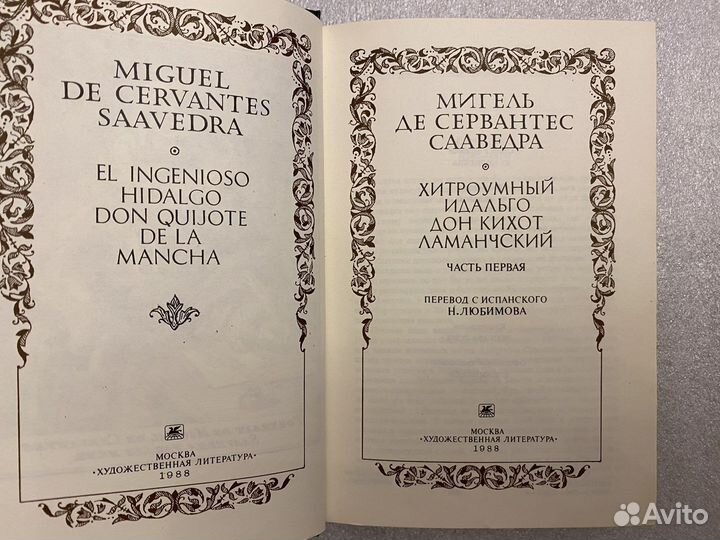 MIGUEL
DE CERVANTES
SAAVEDRA
EL INGENIOSO
HIDALGO
DON QUIJOTE
DE LA
MANCHA
МОСКВА
«ХУДОЖЕСТВЕННАЯ ЛИТЕРАТУРА»
1988
МИГЕЛЬ
ДЕ СЕРВАНТЕС
СААВЕДРА
ХИТРОУМНЫЙ
ИДАЛЬГО
ДОН КИХОТ
ЛАМАНЧСКИЙ
ЧАСТЬ ПЕРВАЯ
ПЕРЕВОД С ИСПАНСКОГО
Н. ЛЮБИМОВА
МОСКВА
«ХУДОЖЕСТВЕННАЯ ЛИТЕРАТУРА»
1988
Avito